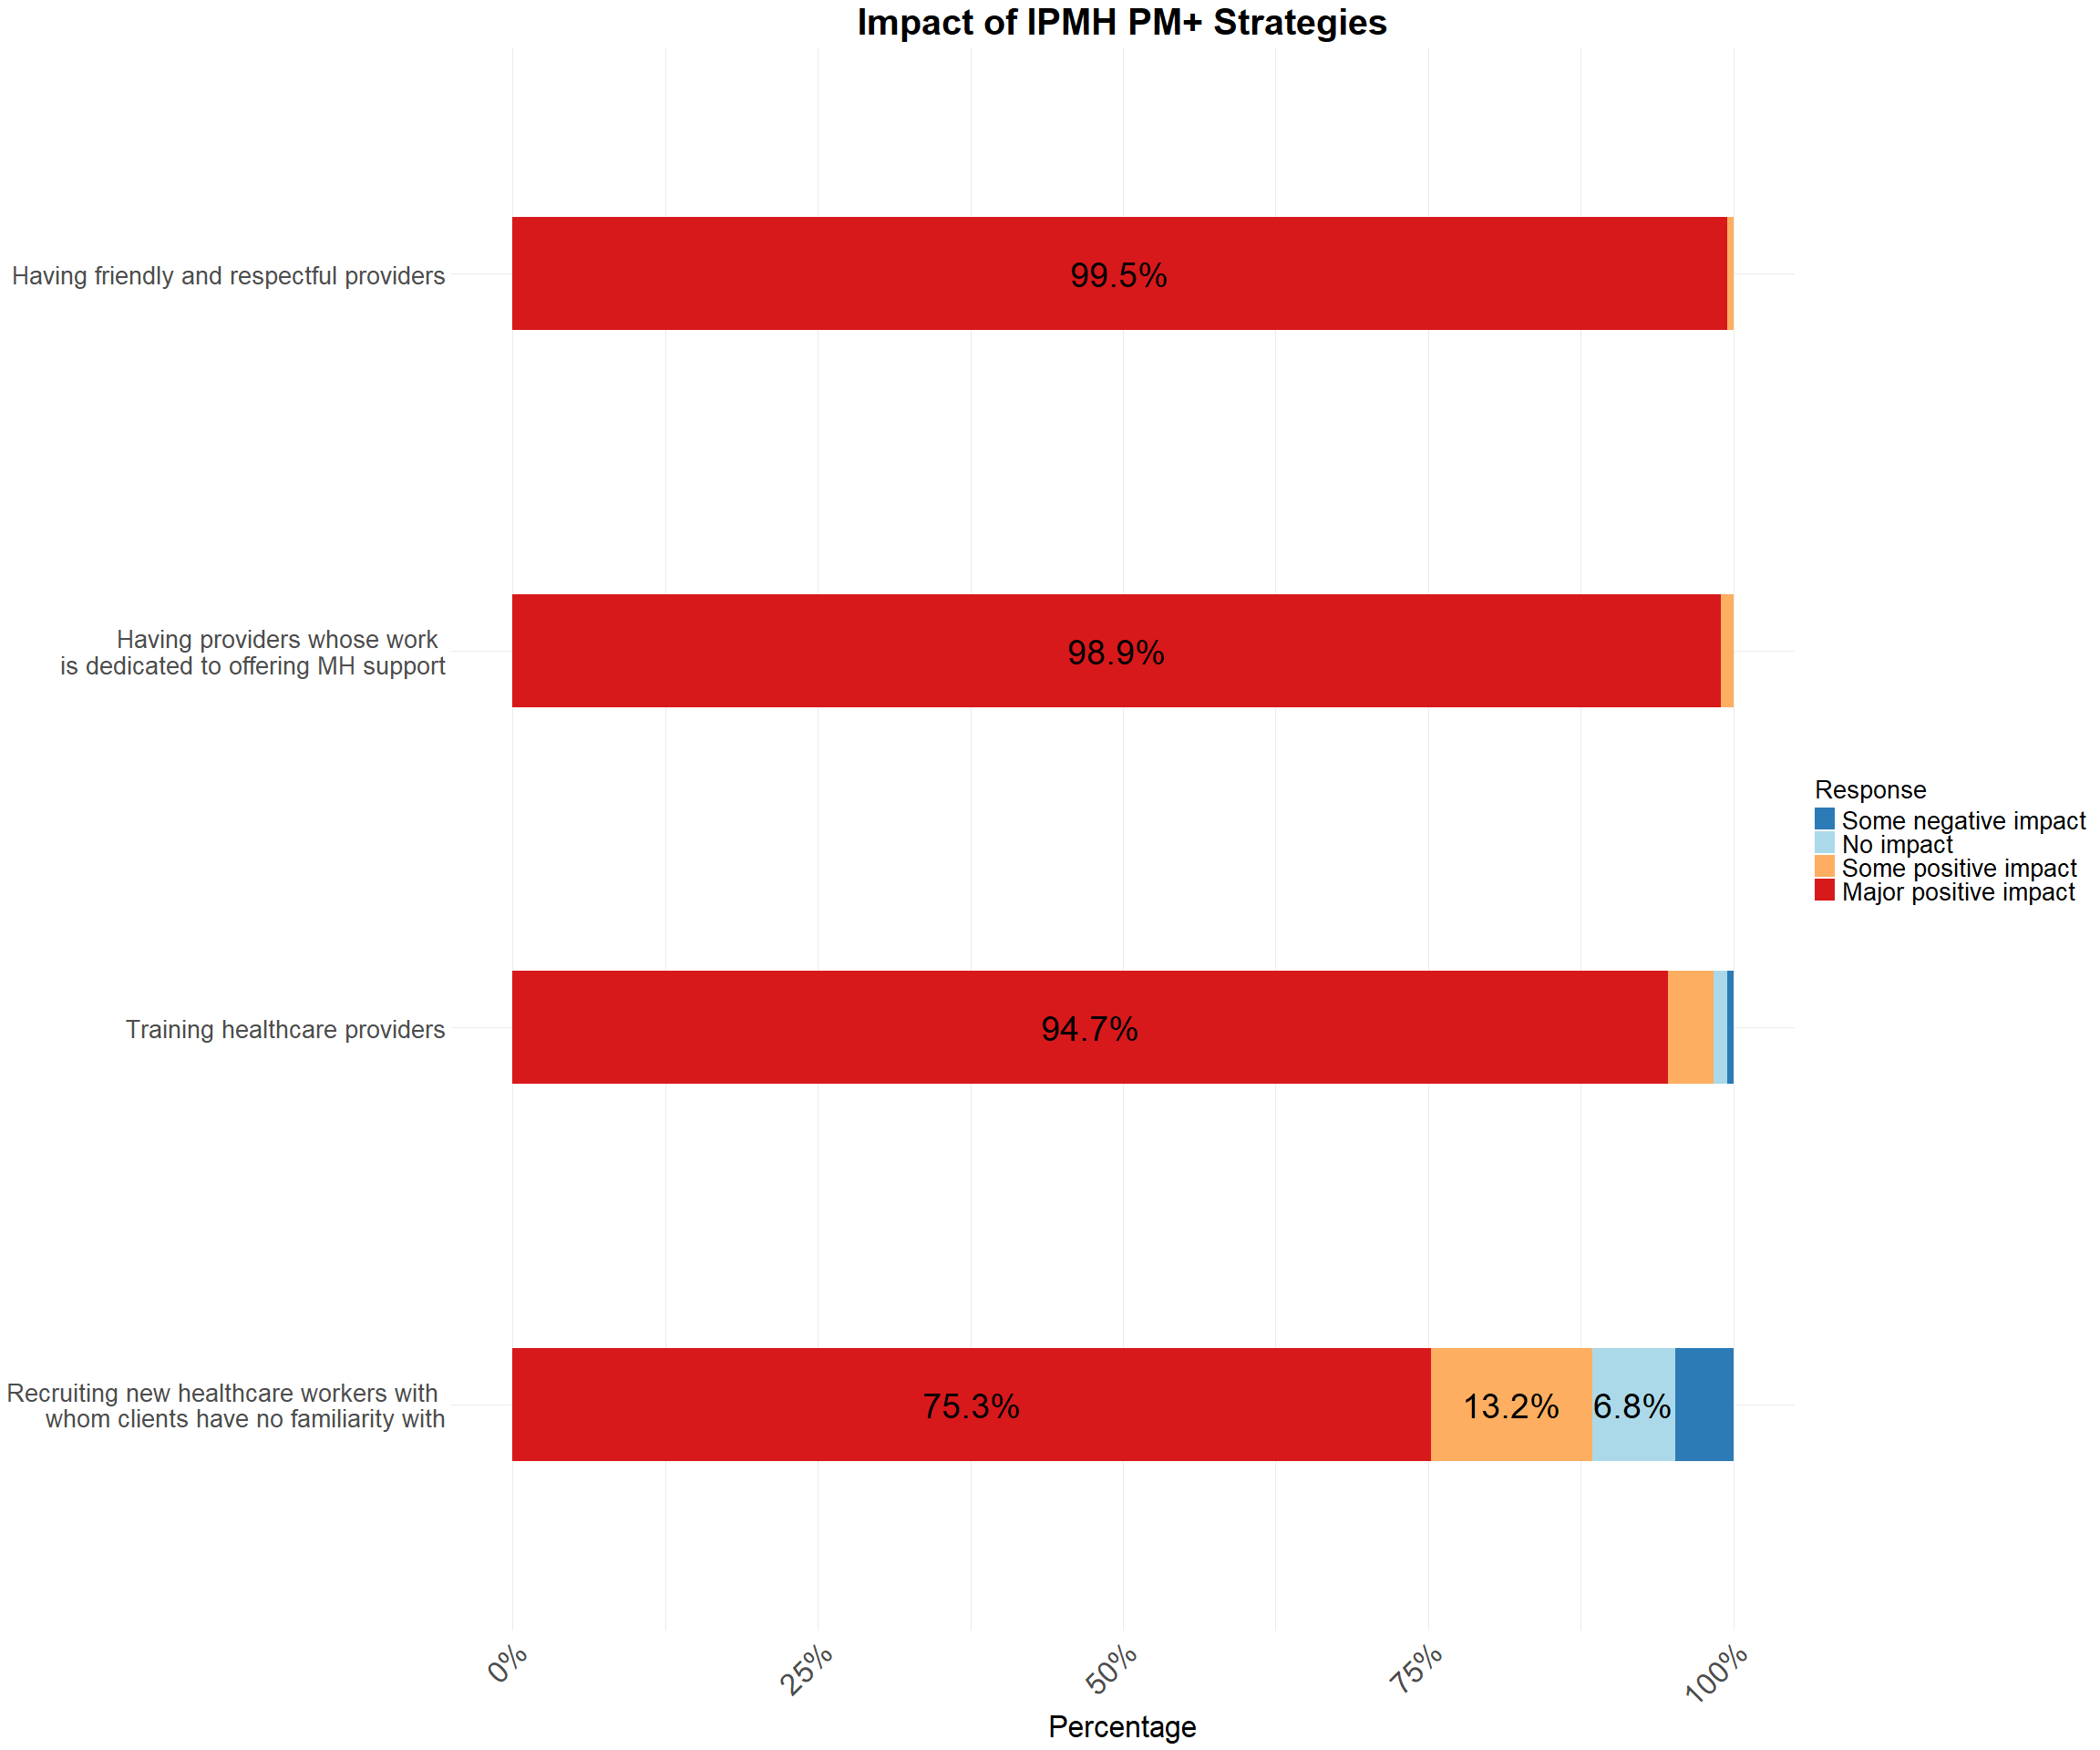 Impact of IPMH PM+ Strategies
Having friendly and respectful providers
99.5%
Having providers whose work
is dedicated to offering MH support
98.9%
Training healthcare providers
94.7%
Recruiting new healthcare workers with
whom clients have no familiarity with
75.3%
13.2%
6.8%
Response
Some negative impact
No impact
Some positive impact
Major positive impact
0%
25%
50%
75%
100%
Percentage